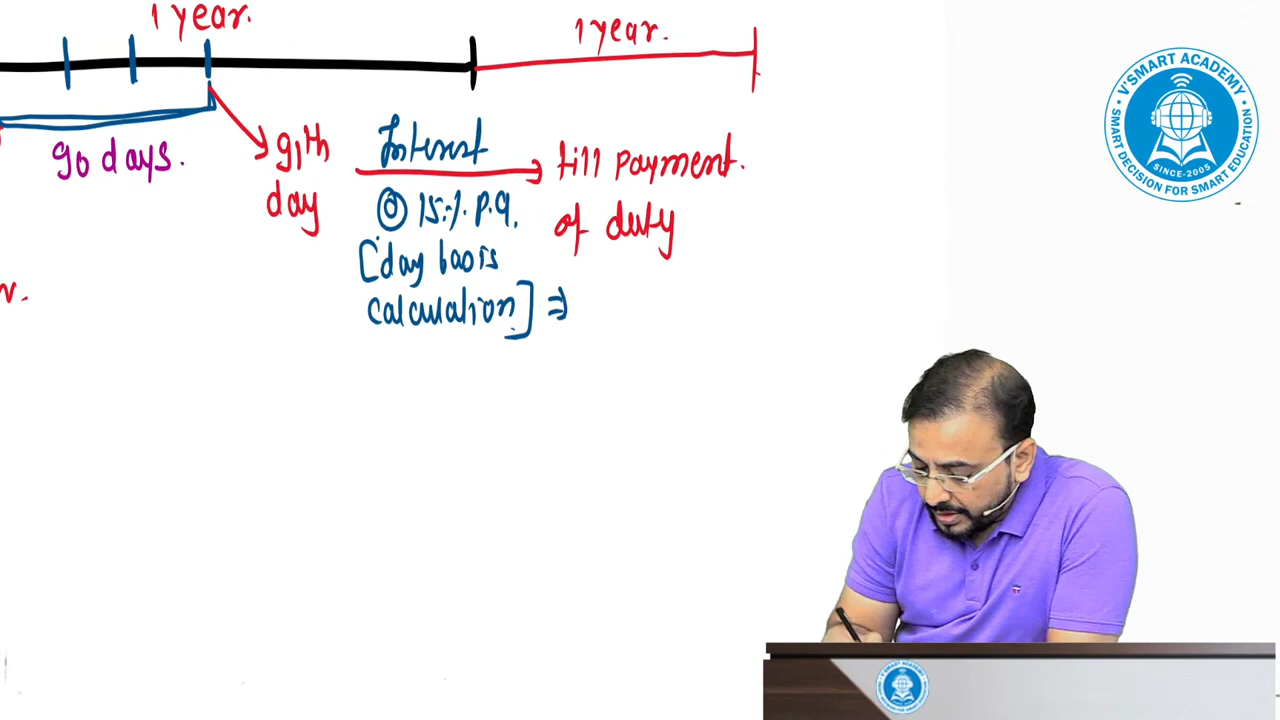 1 year.
1 year.
90 days.
91th
day
Interest
@ 15.%. p.a.
[day basis
calculation] ⇒
till payment.
of duty
r.
V'SMART ACADEMY
SINCE-2005
SMART DECISION FOR SMART EDUCATION